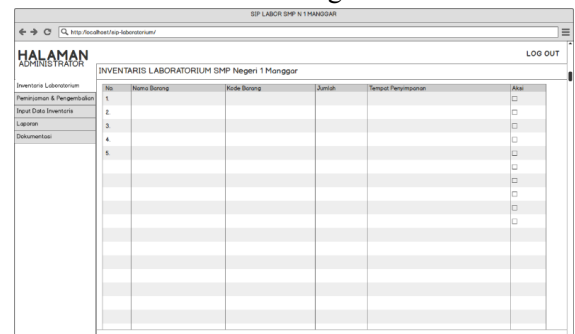 SIP LABOR SMP N 1 MANGGAR
http://localhost/sip-laboratorium/
HALAMAN
ADMINISTRATOR
LOG OUT
INVENTARIS LABORATORIUM SMP Negeri 1 Manggar
Inventaris Laboratorium
Peminjaman & Pengembalian
Input Data Inventaris
Laporan
Dokumentasi
No Nama Barang Kode Barang Jumlah Tempat Penyimpanan Aksi
1.
2.
3.
4.
5.